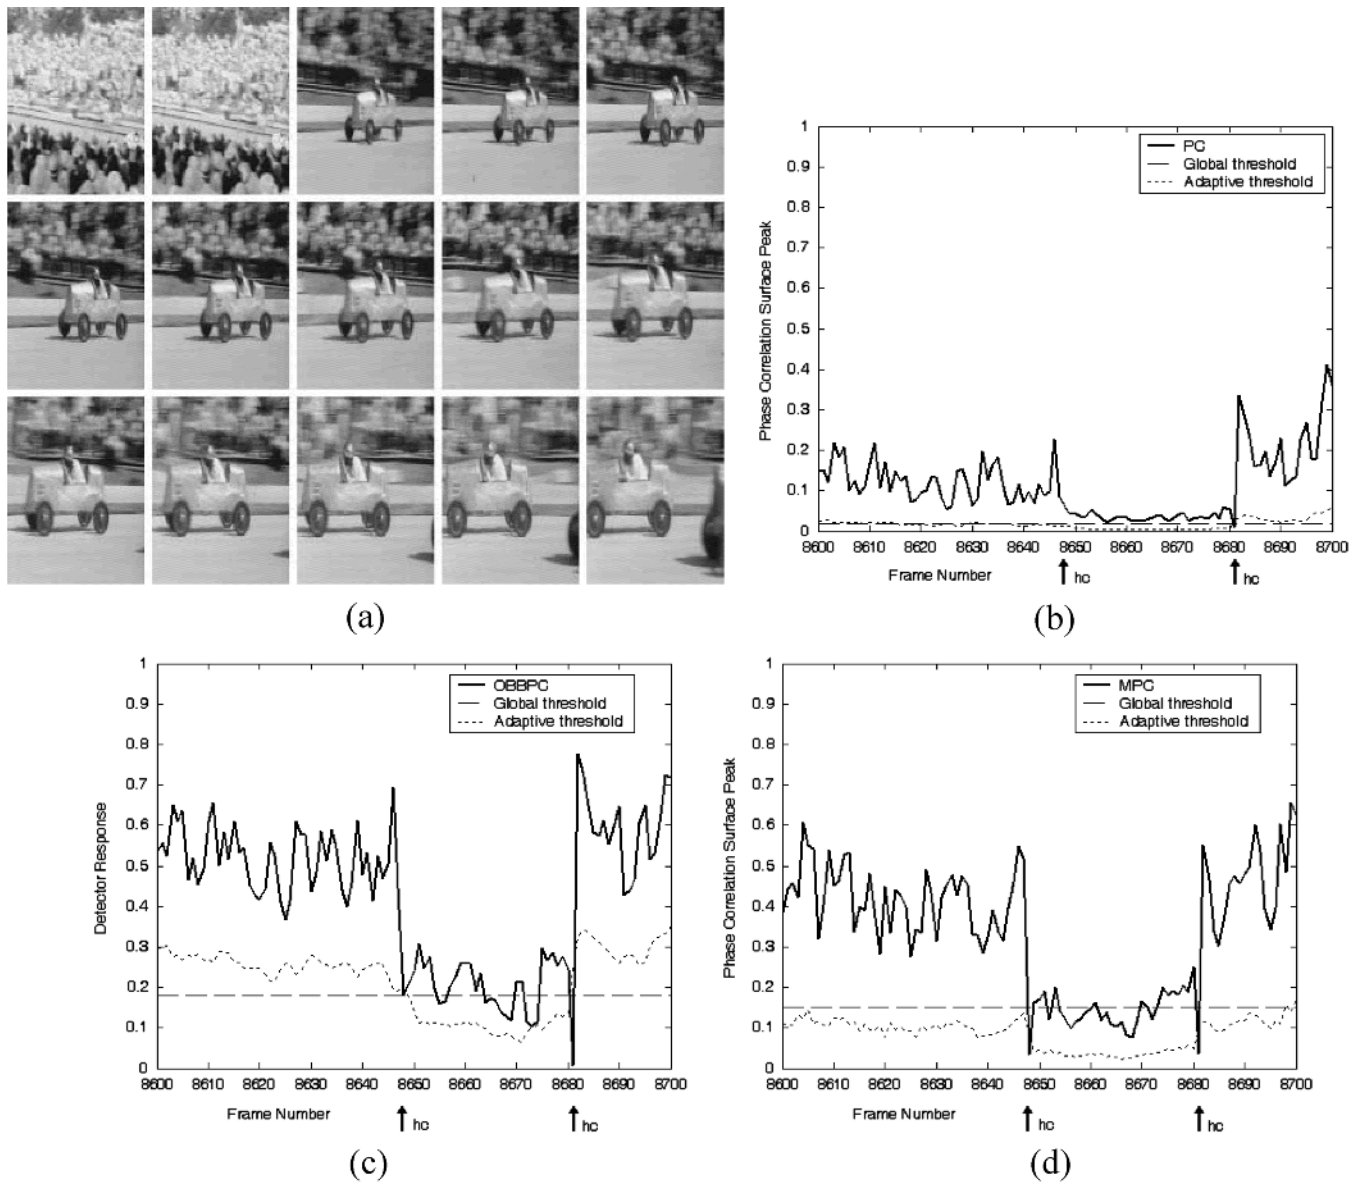 1
0.9
0.8
0.7
0.6
0.5
0.4
0.3
0.2
0.1
0
Phase Correlation Surface Peak
PC
Global threshold
Adaptive threshold
8600 8610 8620 8630 8640 8650 8660 8670 8680 8690 8700
Frame Number
hc
hc
(a)
(b)
1
0.9
0.8
0.7
0.6
0.5
0.4
0.3
0.2
0.1
0
Detector Response
OBBPC
Global threshold
Adaptive threshold
8600 8610 8620 8630 8640 8650 8660 8670 8680 8690 8700
Frame Number
hc
hc
(c)
1
0.9
0.8
0.7
0.6
0.5
0.4
0.3
0.2
0.1
0
Phase Correlation Surface Peak
MPC
Global threshold
Adaptive threshold
8600 8610 8620 8630 8640 8650 8660 8670 8680 8690 8700
Frame Number
hc
hc
(d)